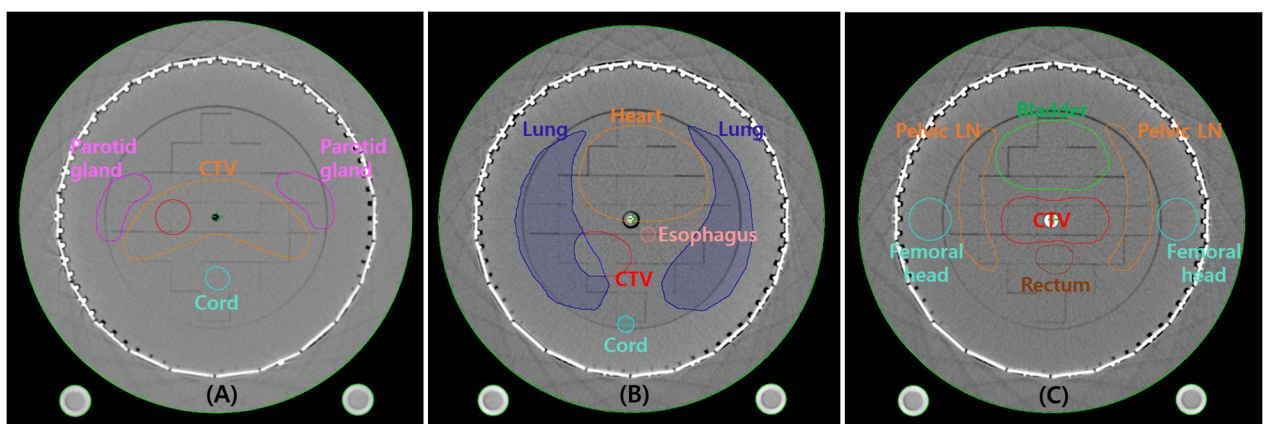 Parotid
gland
CTV
Parotid
gland
Cord
(A)
Lung
Heart
Lung
Esophagus
CTV
Cord
(B)
Bladder
Pelvic LN
Pelvic LN
CTV
Femoral
head
Femoral
head
Rectum
(C)